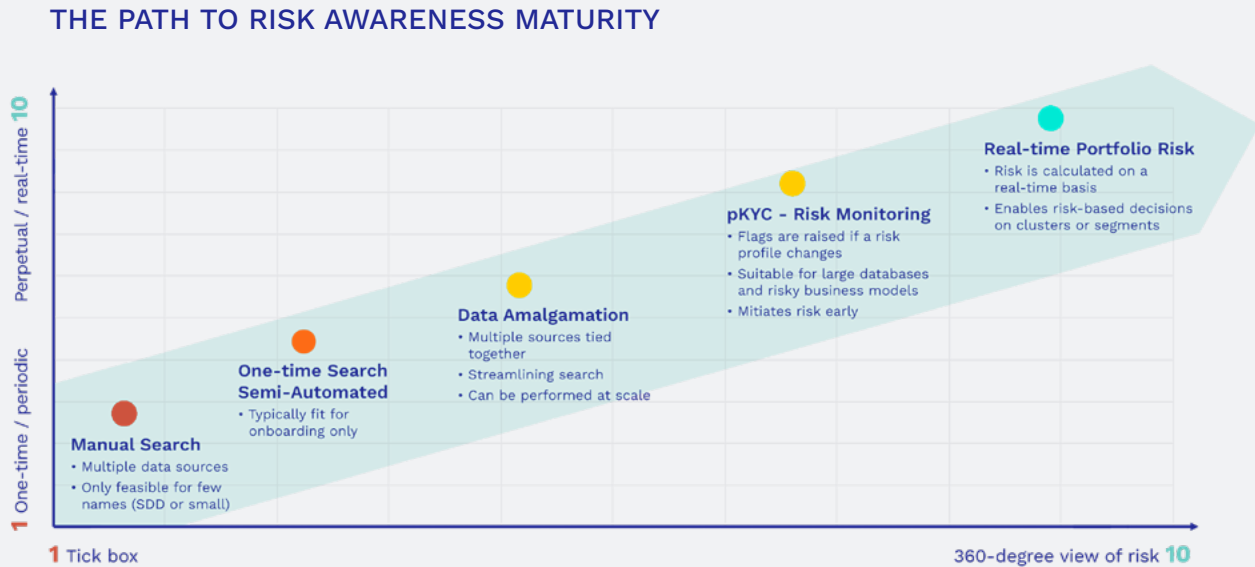 THE PATH TO RISK AWARENESS MATURITY
Perpetual / real-time 10
1 One-time / periodic
Manual Search
• Multiple data sources
• Only feasible for few
names (SDD or small)
One-time Search
Semi-Automated
• Typically fit for
onboarding only
Data Amalgamation
• Multiple sources tied
together
• Streamlining search
• Can be performed at scale
pKYC - Risk Monitoring
• Flags are raised if a risk
profile changes
• Suitable for large databases
and risky business models
• Mitiates risk early
Real-time Portfolio Risk
• Risk is calculated on a
real-time basis
• Enables risk-based decisions
on clusters or segments
1 Tick box
360-degree view of risk 10